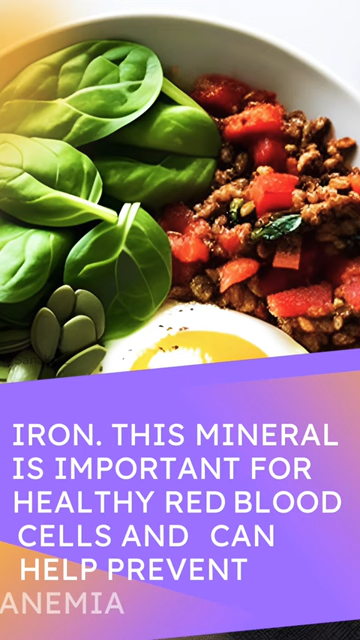 IRON. THIS MINERAL
IS IMPORTANT FOR
HEALTHY RED BLOOD
CELLS AND CAN
HELP PREVENT
ANEMIA